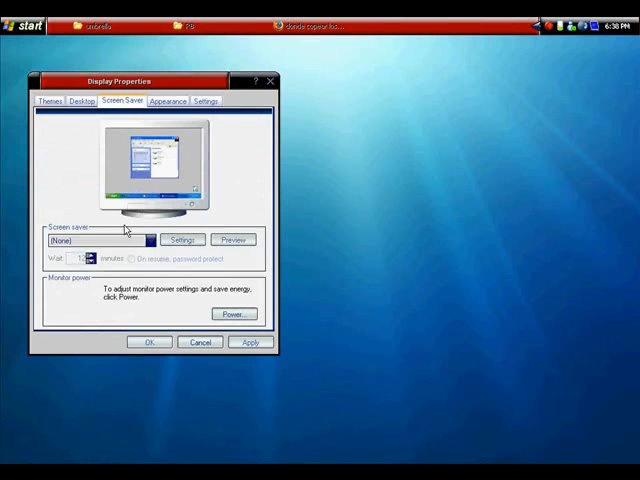 start
umbrella
PB
donde copear los...
6:38 PM
Display Properties
Themes
Desktop
Screen Saver
Appearance
Settings
Screen saver
(None)
Settings
Preview
Wait:
12
minutes
On resume, password protect
Monitor power
To adjust monitor power settings and save energy,
click Power.
Power...
OK
Cancel
Apply